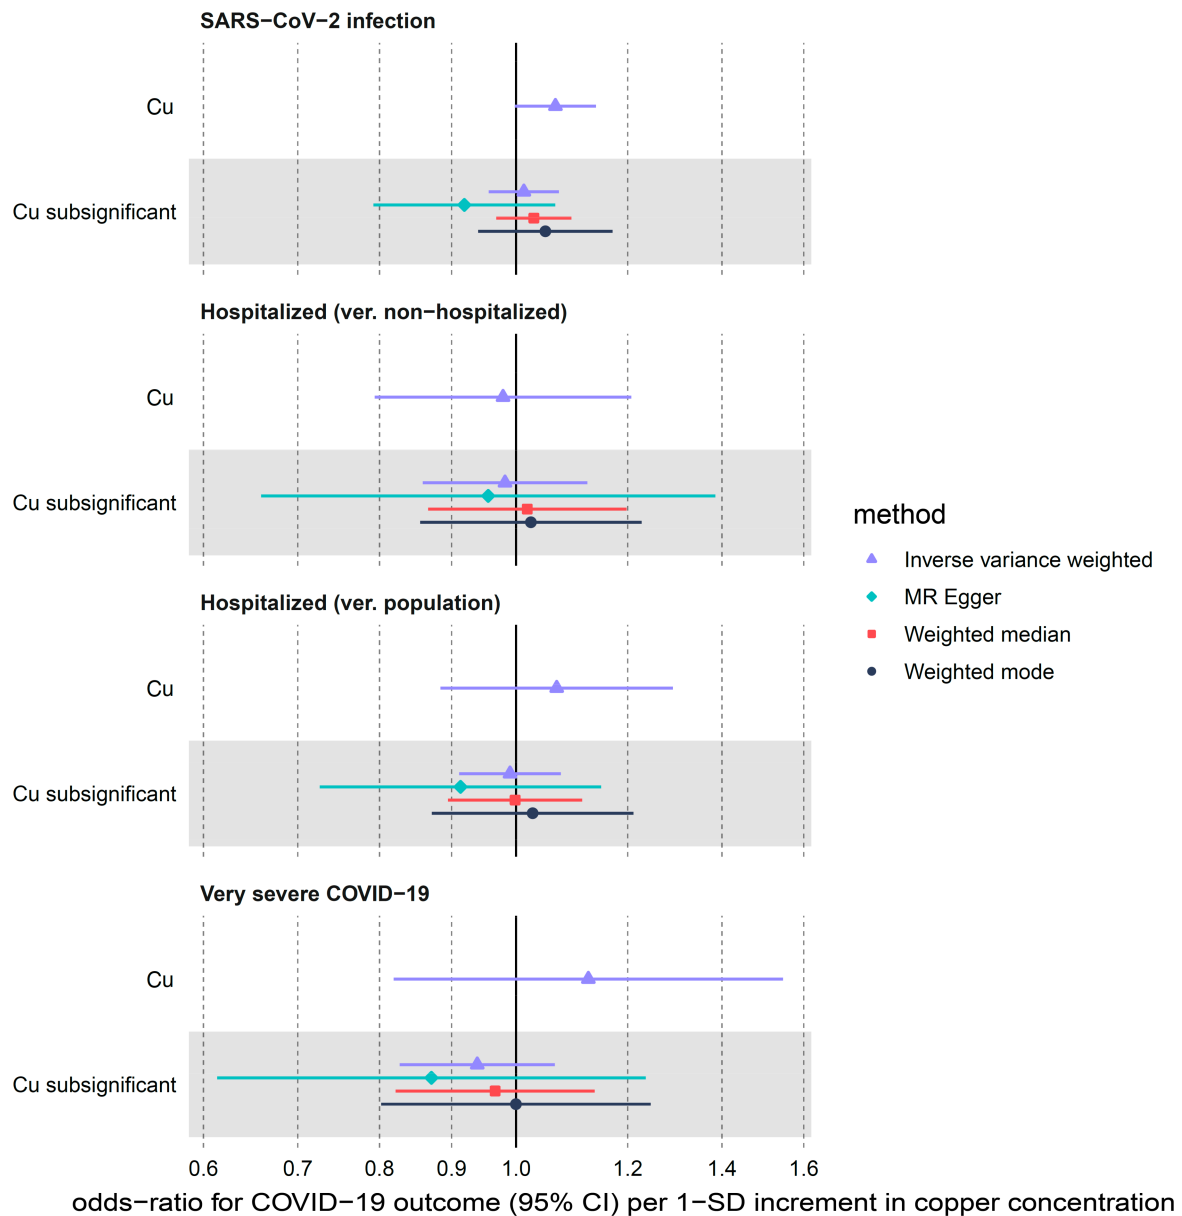 SARS−CoV−2 infection
Cu
Cu subsignificant
Hospitalized (ver. non−hospitalized)
Cu
Cu subsignificant
Hospitalized (ver. population)
Cu
Cu subsignificant
Very severe COVID−19
Cu
Cu subsignificant
0.6 0.7 0.8 0.9 1.0 1.2 1.4 1.6
odds−ratio for COVID−19 outcome (95% CI) per 1−SD increment in copper concentration
method
Inverse variance weighted
MR Egger
Weighted median
Weighted mode